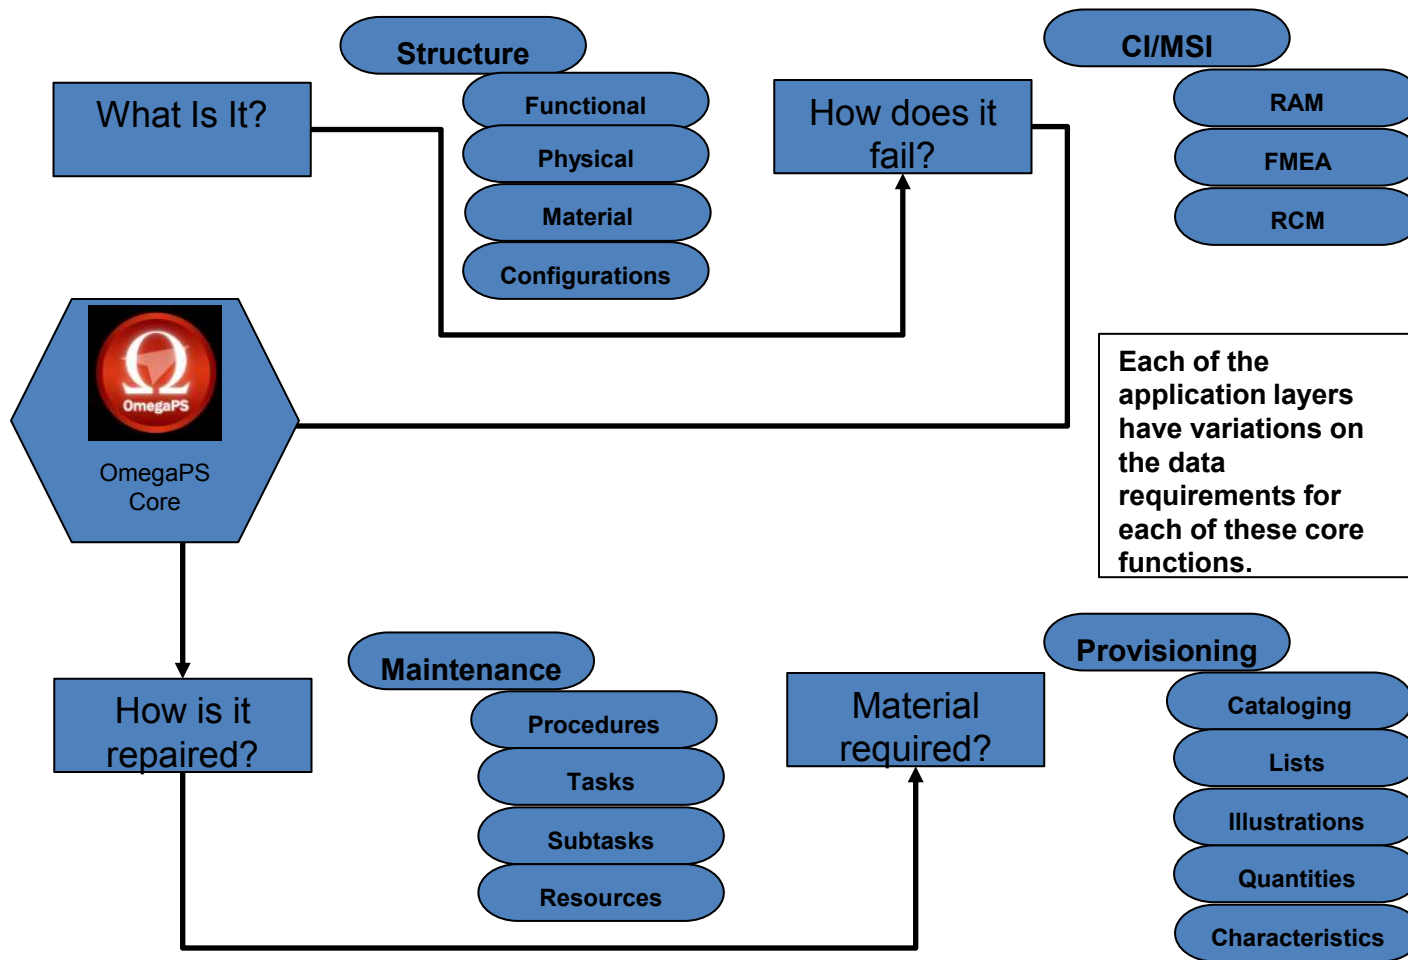 Structure
What Is It?
Functional
Physical
Material
Configurations
How does it
fail?
CI/MSI
RAM
FMEA
RCM
Ω
OmegaPS
OmegaPS
Core
Each of the
application layers
have variations on
the data
requirements for
each of these core
functions.
How is it
repaired?
Maintenance
Procedures
Tasks
Subtasks
Resources
Material
required?
Provisioning
Cataloging
Lists
Illustrations
Quantities
Characteristics